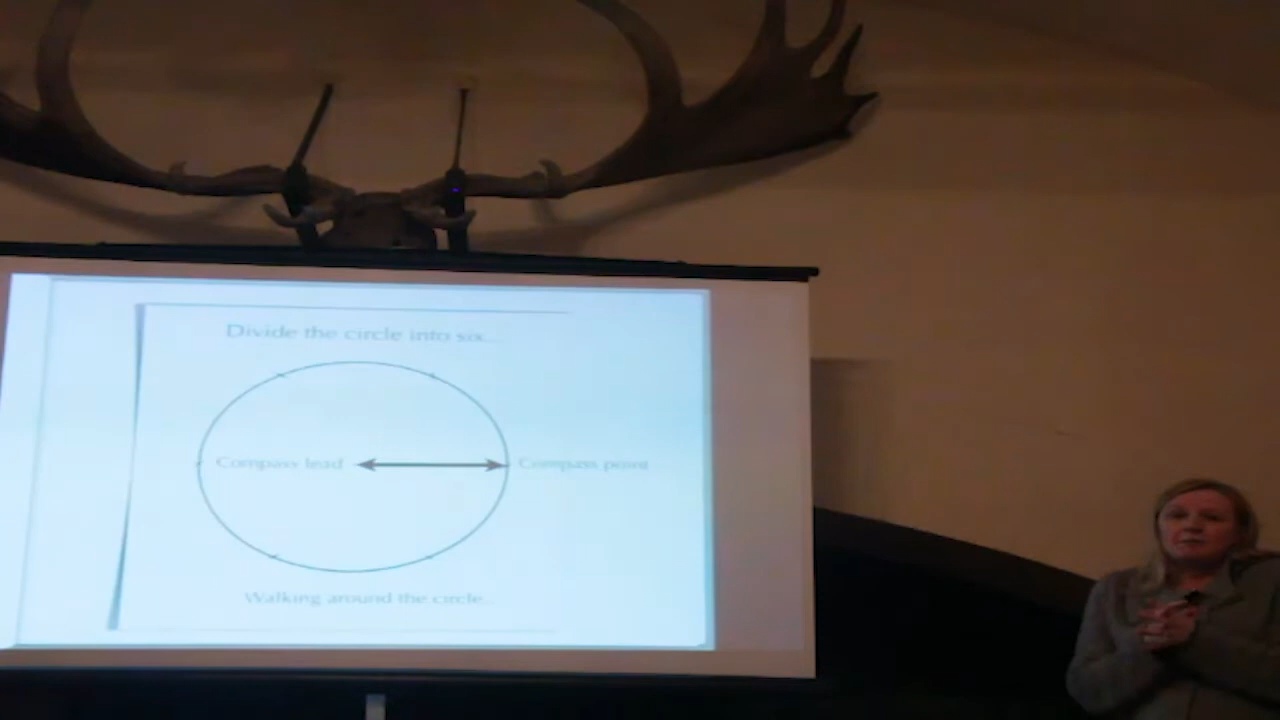 Divide the circle into six...
Compass lead
Compass point
Walking around the circle...